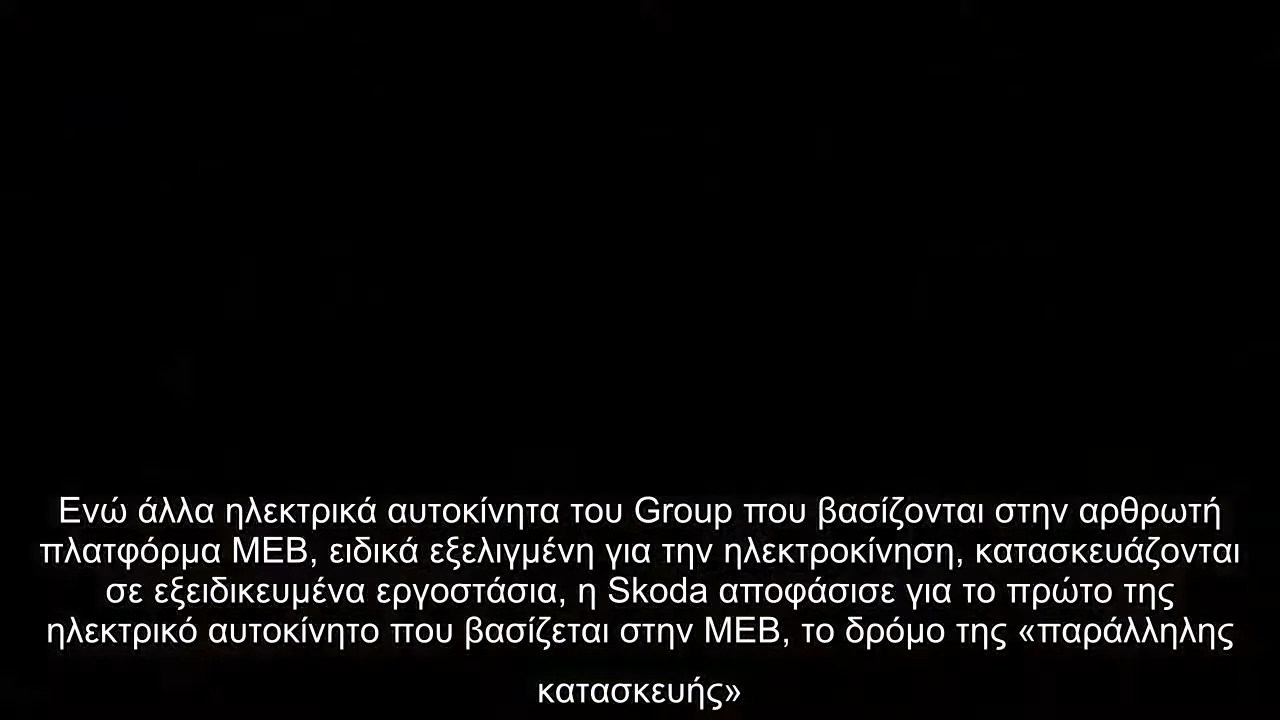 Ενώ άλλα ηλεκτρικά αυτοκίνητα του Group που βασίζονται στην αρθρωτή
πλατφόρμα MEB, ειδικά εξελιγμένη για την ηλεκτροκίνηση, κατασκευάζονται
σε εξειδικευμένα εργοστάσια, η Skoda αποφάσισε για το πρώτο της
ηλεκτρικό αυτοκίνητο που βασίζεται στην MEB, το δρόμο της «παράλληλης
κατασκευής»